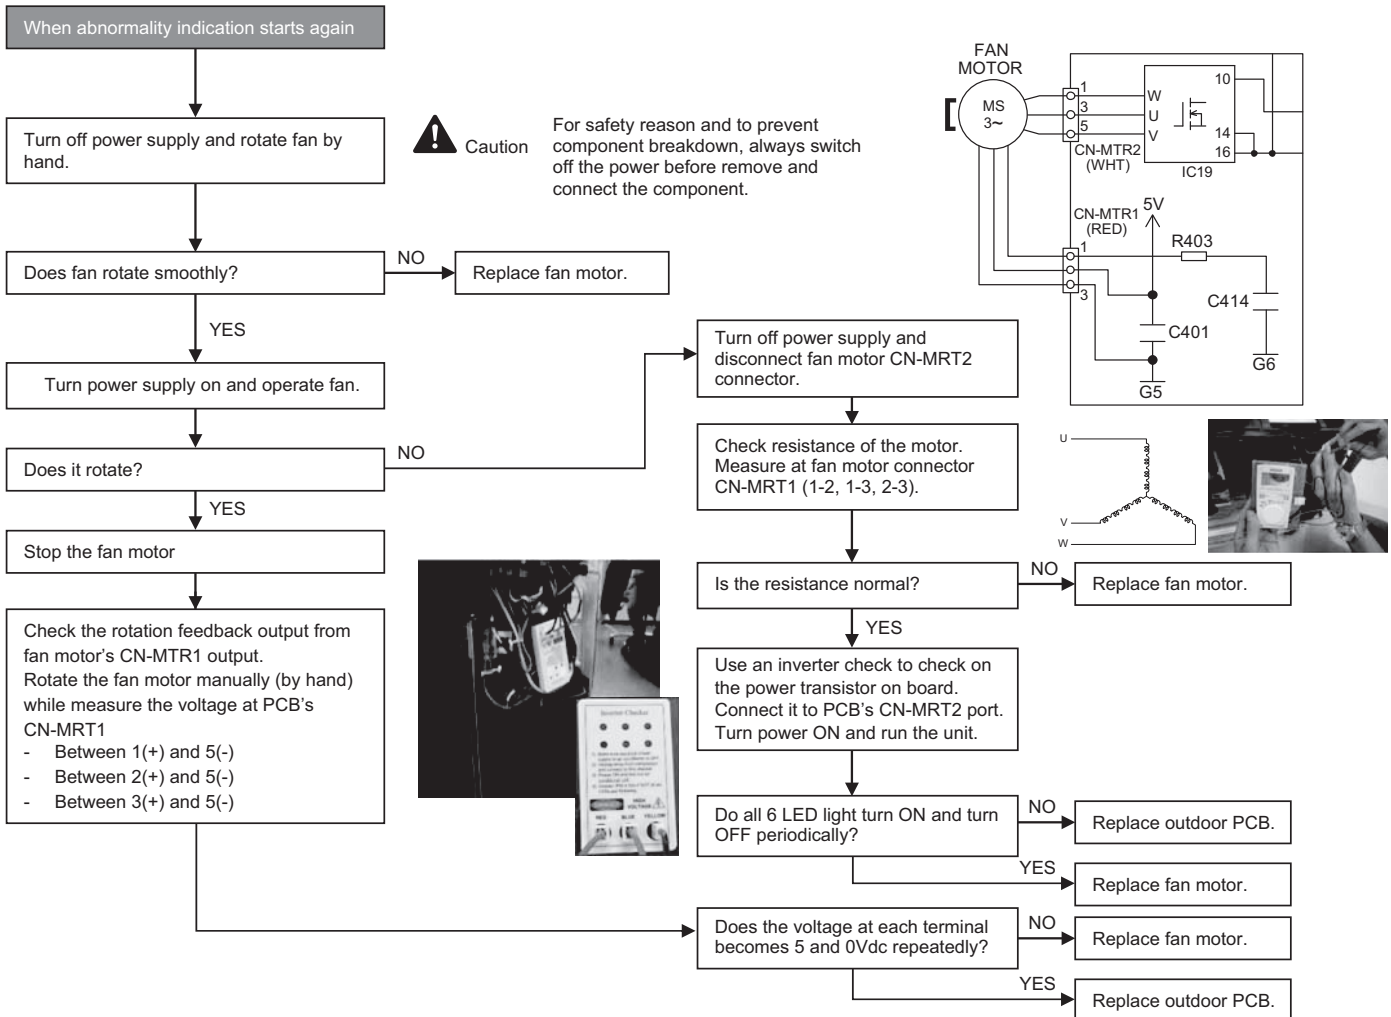 When abnormality indication starts again
Turn off power supply and rotate fan by
hand.
Caution
For safety reason and to prevent
component breakdown, always switch
off the power before remove and
connect the component.
Does fan rotate smoothly?
NO
Replace fan motor.
YES
Turn power supply on and operate fan.
Does it rotate?
NO
YES
Stop the fan motor
Check the rotation feedback output from
fan motor's CN-MTR1 output.
Rotate the fan motor manually (by hand)
while measure the voltage at PCB's
CN-MRT1
- Between 1(+) and 5(-)
- Between 2(+) and 5(-)
- Between 3(+) and 5(-)
Turn off power supply and
disconnect fan motor CN-MRT2
connector.
Check resistance of the motor.
Measure at fan motor connector
CN-MRT1 (1-2, 1-3, 2-3).
Is the resistance normal?
NO
Replace fan motor.
YES
Use an inverter check to check on
the power transistor on board.
Connect it to PCB's CN-MRT2 port.
Turn power ON and run the unit.
Do all 6 LED light turn ON and turn
OFF periodically?
NO
Replace outdoor PCB.
YES
Replace fan motor.
Does the voltage at each terminal
becomes 5 and 0Vdc repeatedly?
NO
Replace fan motor.
YES
Replace outdoor PCB.
FAN
MOTOR
MS
3~
1
3
5
W
U
V
10
14
16
CN-MTR2
(WHT)
IC19
CN-MTR1
(RED)
5V
1
3
R403
C414
C401
G6
G5
U
V
W
Inverter Checker
HIGH
VOLTAGE
RED BLUE YELLOW